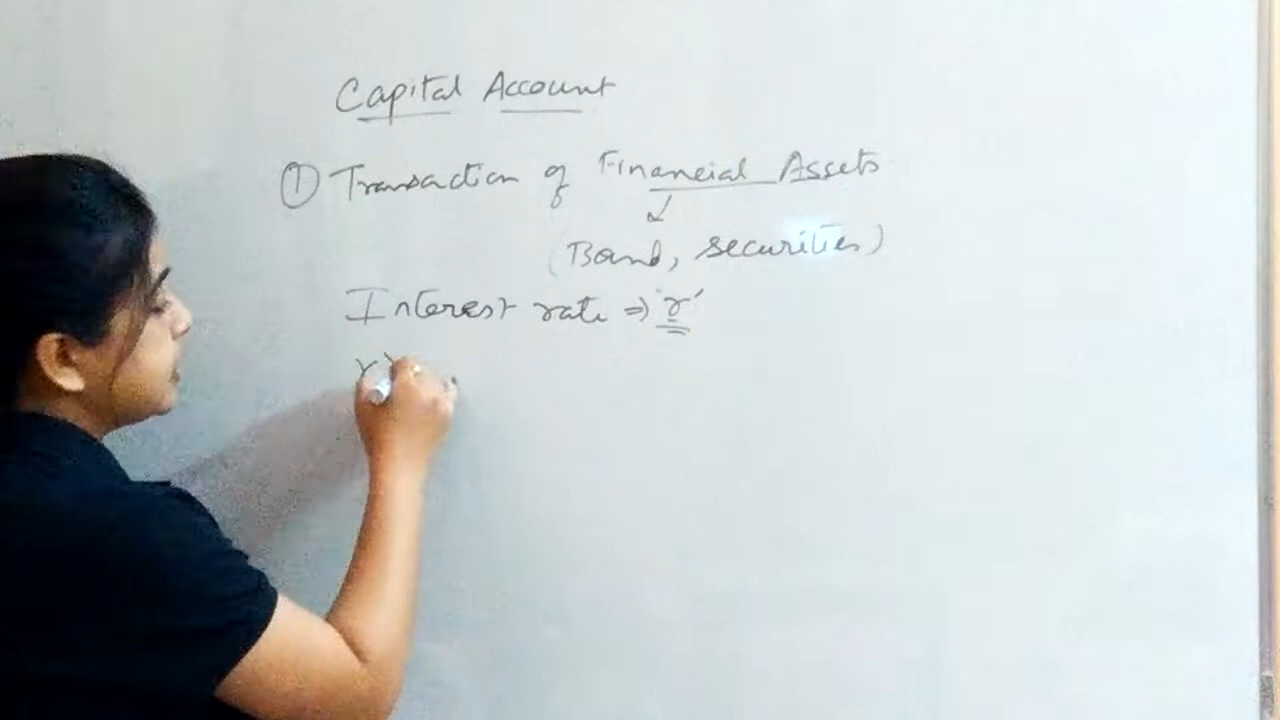 Capital Account
① Transaction of Financial Assets
↓
(Bond, securities)
Interest rate ⇒ 'r'
r